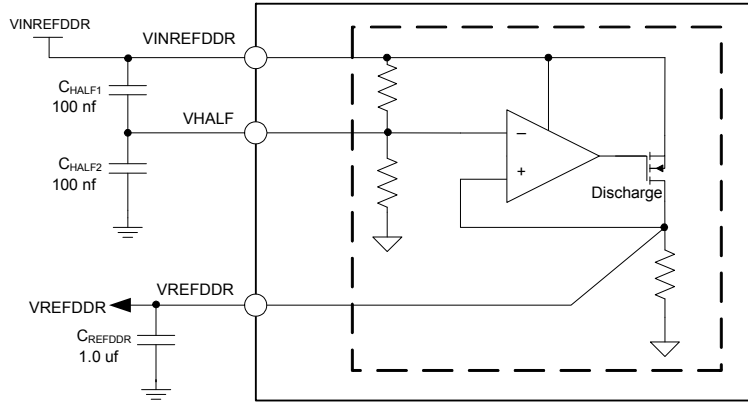 VINREFDDR
VINREFDDR
CHALF1
100 nf
VHALF
CHALF2
100 nf
−
+
Discharge
VREFDDR
VREFDDR
CREFDDR
1.0 uf